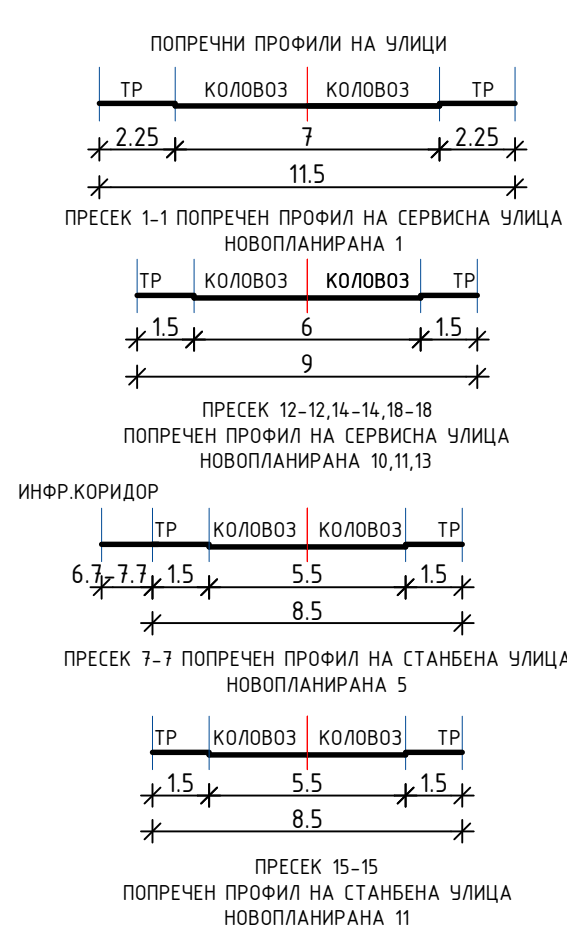 ПОПРЕЧНИ ПРОФИЛИ НА УЛИЦИ
ТР КОЛОВОЗ КОЛОВОЗ ТР
2.25 7 2.25
11.5
ПРЕСЕК 1-1 ПОПРЕЧЕН ПРОФИЛ НА СЕРВИСНА УЛИЦА
НОВОПЛАНИРАНА 1
ТР КОЛОВОЗ КОЛОВОЗ ТР
1.5 6 1.5
9
ПРЕСЕК 12-12,14-14,18-18
ПОПРЕЧЕН ПРОФИЛ НА СЕРВИСНА УЛИЦА
НОВОПЛАНИРАНА 10,11,13
ИНФР.КОРИДОР
ТР КОЛОВОЗ КОЛОВОЗ ТР
6.7-7.7 1.5 5.5 1.5
8.5
ПРЕСЕК 7-7 ПОПРЕЧЕН ПРОФИЛ НА СТАНБЕНА УЛИЦА
НОВОПЛАНИРАНА 5
ТР КОЛОВОЗ КОЛОВОЗ ТР
1.5 5.5 1.5
8.5
ПРЕСЕК 15-15
ПОПРЕЧЕН ПРОФИЛ НА СТАНБЕНА УЛИЦА
НОВОПЛАНИРАНА 11